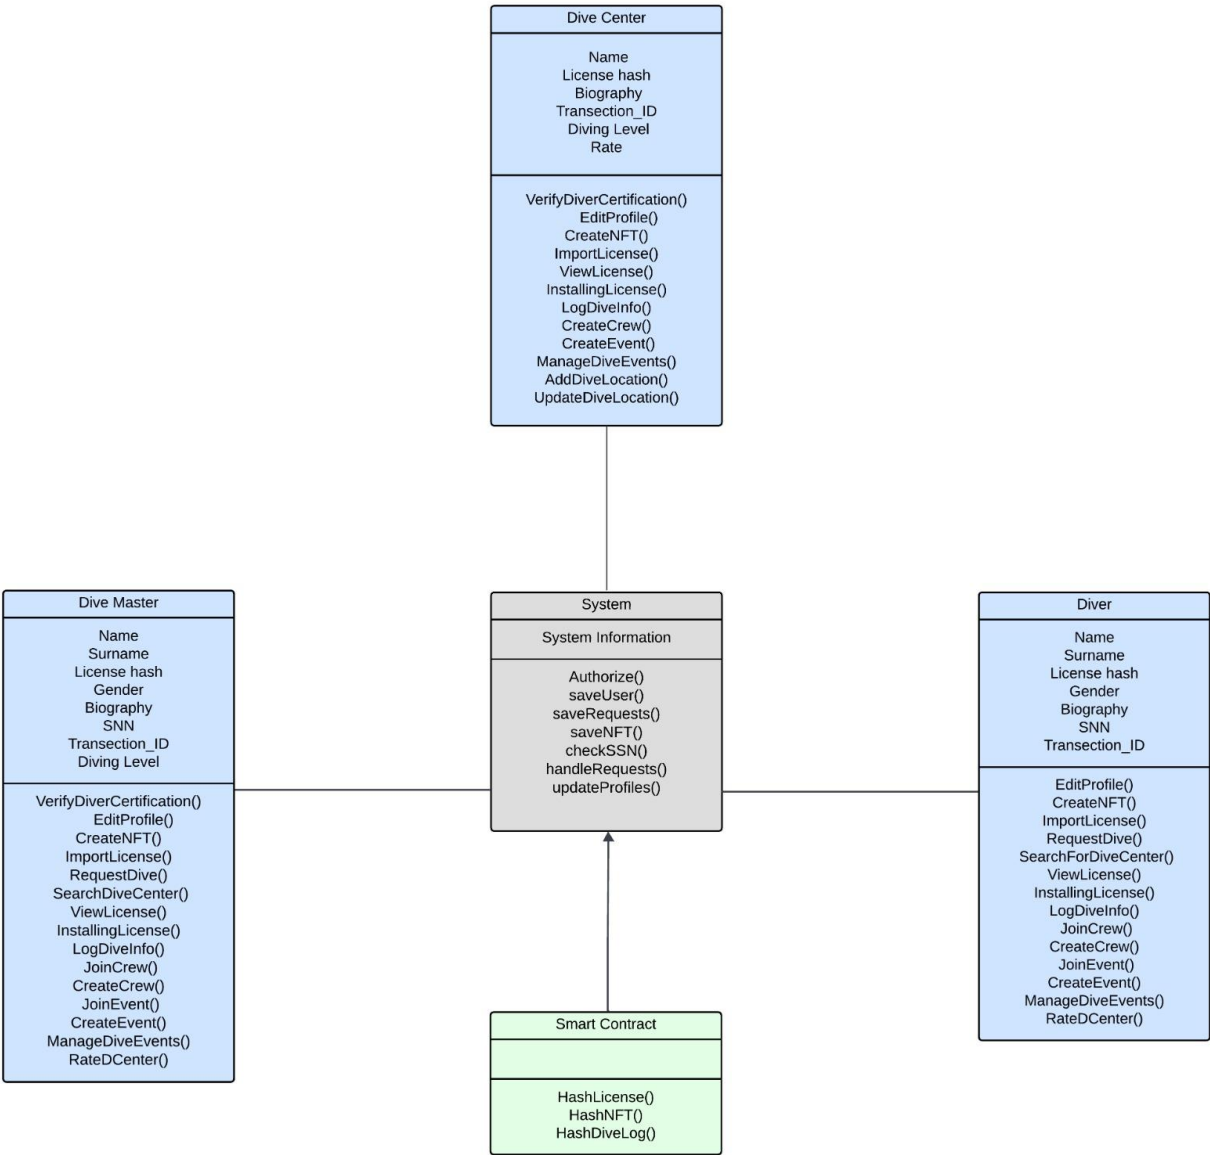 Dive Center
Name
License hash
Biography
Transection_ID
Diving Level
Rate
VerifyDiverCertification()
EditProfile()
CreateNFT()
ImportLicense()
ViewLicense()
InstallingLicense()
LogDiveInfo()
CreateCrew()
CreateEvent()
ManageDiveEvents()
AddDiveLocation()
UpdateDiveLocation()
Dive Master
Name
Surname
License hash
Gender
Biography
SNN
Transection_ID
Diving Level
VerifyDiverCertification()
EditProfile()
CreateNFT()
ImportLicense()
RequestDive()
SearchDiveCenter()
ViewLicense()
InstallingLicense()
LogDiveInfo()
JoinCrew()
CreateCrew()
JoinEvent()
CreateEvent()
ManageDiveEvents()
RateDCenter()
System
System Information
Authorize()
saveUser()
saveRequests()
saveNFT()
checkSSN()
handleRequests()
updateProfiles()
Diver
Name
Surname
License hash
Gender
Biography
SNN
Transection_ID
EditProfile()
CreateNFT()
ImportLicense()
RequestDive()
SearchForDiveCenter()
ViewLicense()
InstallingLicense()
LogDiveInfo()
JoinCrew()
CreateCrew()
JoinEvent()
CreateEvent()
ManageDiveEvents()
RateDCenter()
Smart Contract
HashLicense()
HashNFT()
HashDiveLog()